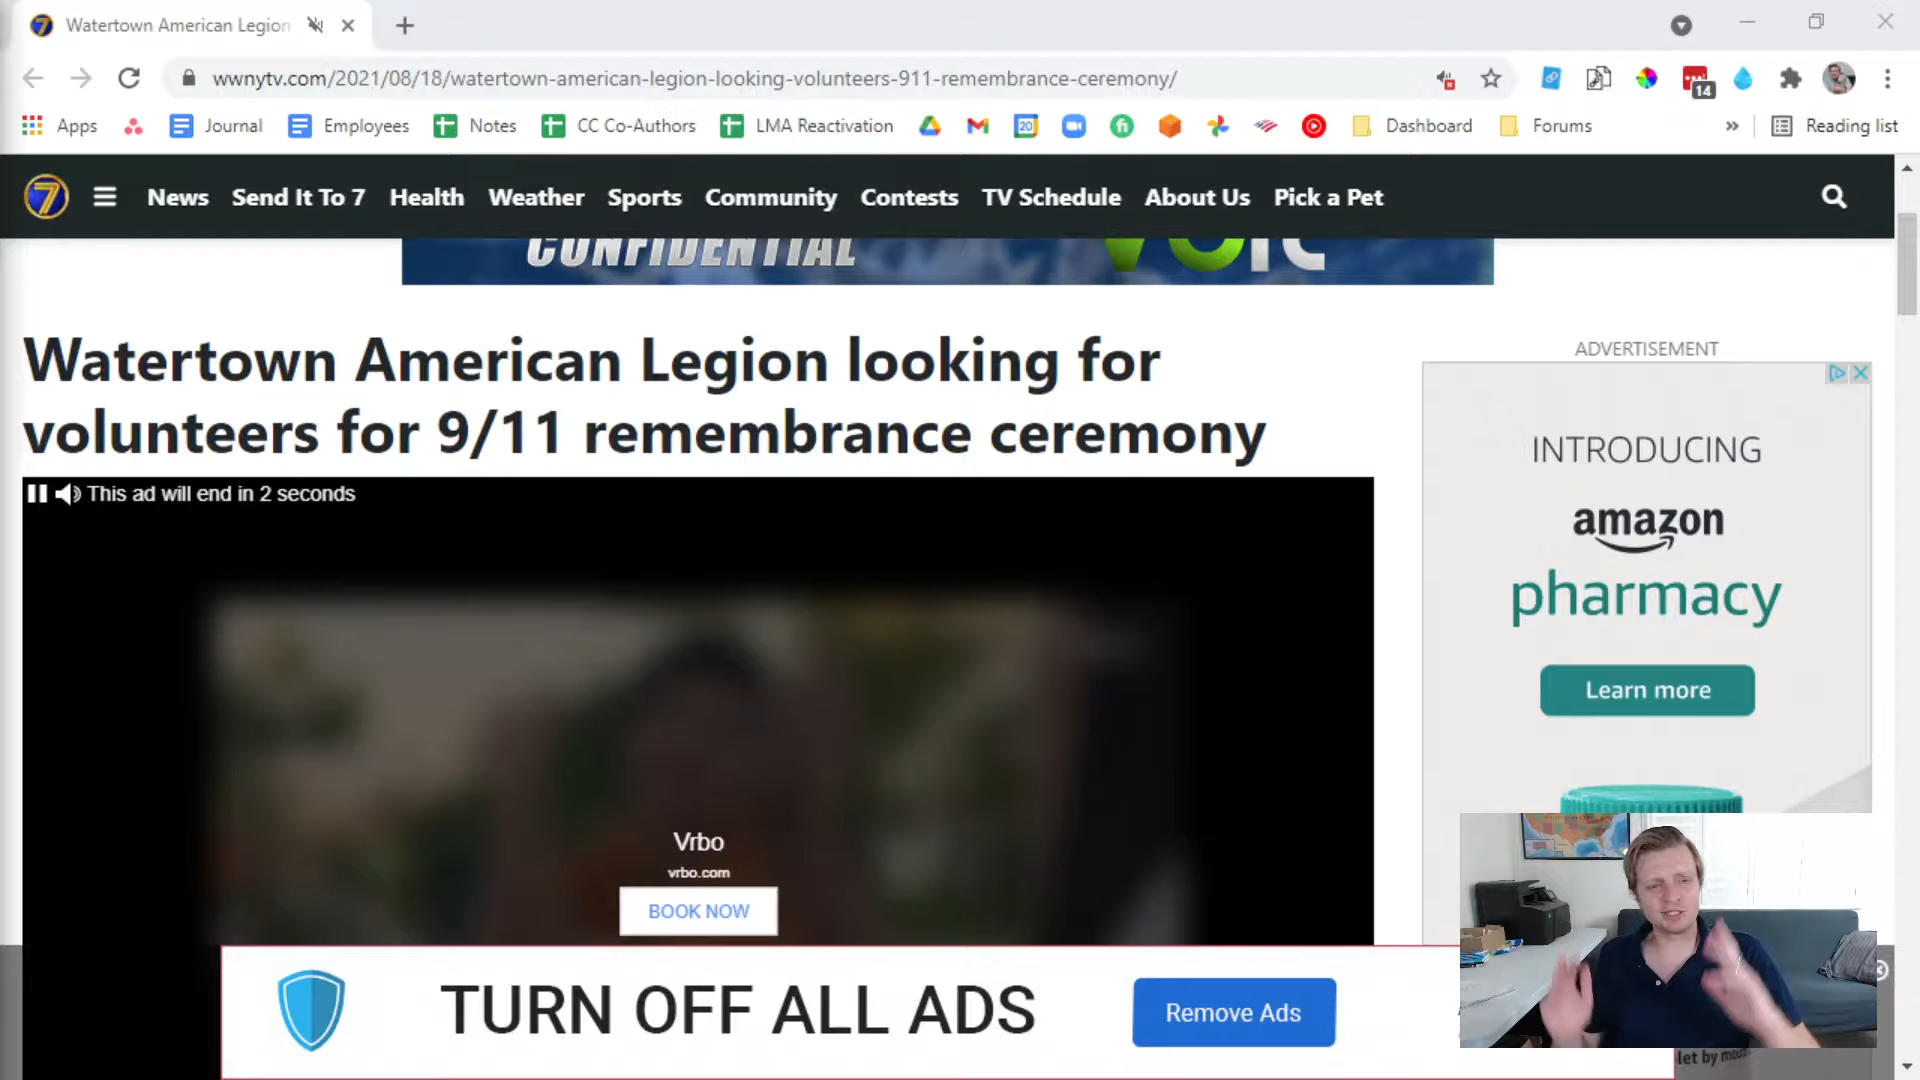 Watertown American Legion
wwnytv.com/2021/08/18/watertown-american-legion-looking-volunteers-911-remembrance-ceremony/
14
Apps Journal Employees Notes CC Co-Authors LMA Reactivation 20 Dashboard Forums » Reading list
7 News Send It To 7 Health Weather Sports Community Contests TV Schedule About Us Pick a Pet
CONFIDENTIAL
Watertown American Legion looking for
volunteers for 9/11 remembrance ceremony
This ad will end in 2 seconds
Vrbo
vrbo.com
BOOK NOW
ADVERTISEMENT
INTRODUCING
amazon
pharmacy
Learn more
TURN OFF ALL ADS
Remove Ads